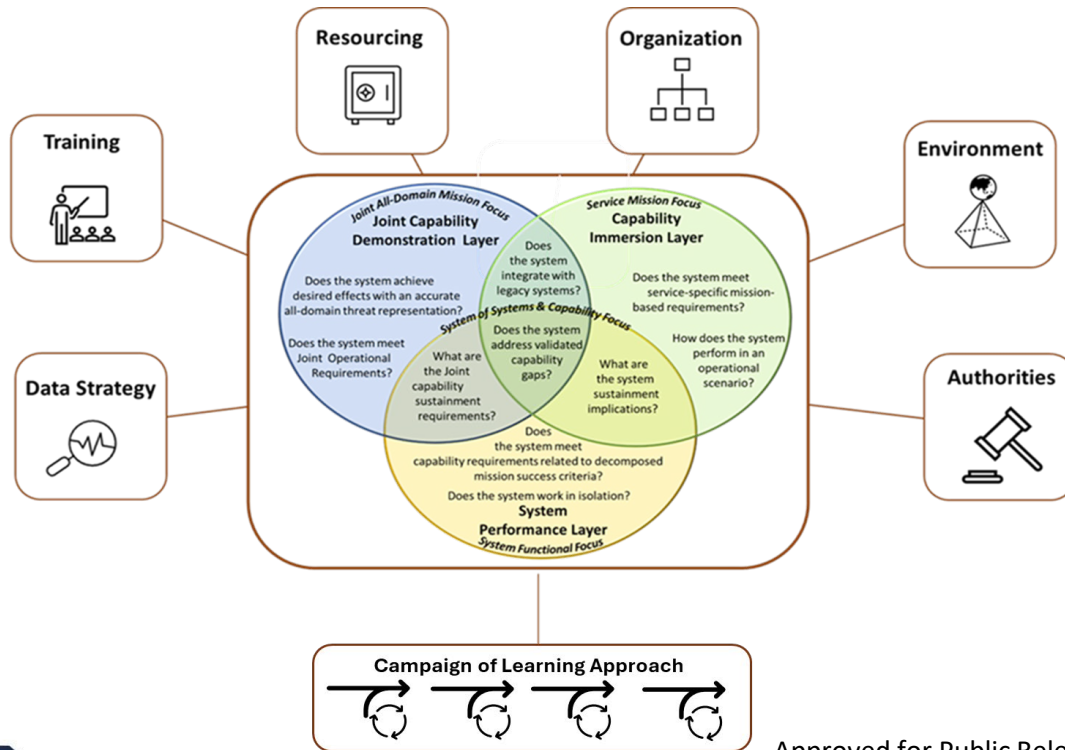 Resourcing
Organization
Training
Environment
Data Strategy
Authorities
Joint All-Domain Mission Focus
Joint Capability
Demonstration Layer
Does the system achieve
desired effects with an accurate
all-domain threat representation?
Does the system meet
Joint Operational
Requirements?
Service Mission Focus
Capability
Immersion Layer
Does the system meet
service-specific mission-
based requirements?
How does the system
perform in an
operational
scenario?
Does
the system
integrate with
legacy systems?
System of Systems & Capability Focus
Does the system
address validated
capability
gaps?
What are
the Joint
capability
sustainment
requirements?
What are
the system
sustainment
implications?
Does
the system meet
capability requirements related to decomposed
mission success criteria?
Does the system work in isolation?
System
Performance Layer
System Functional Focus
Campaign of Learning Approach
Approved for Public Rele